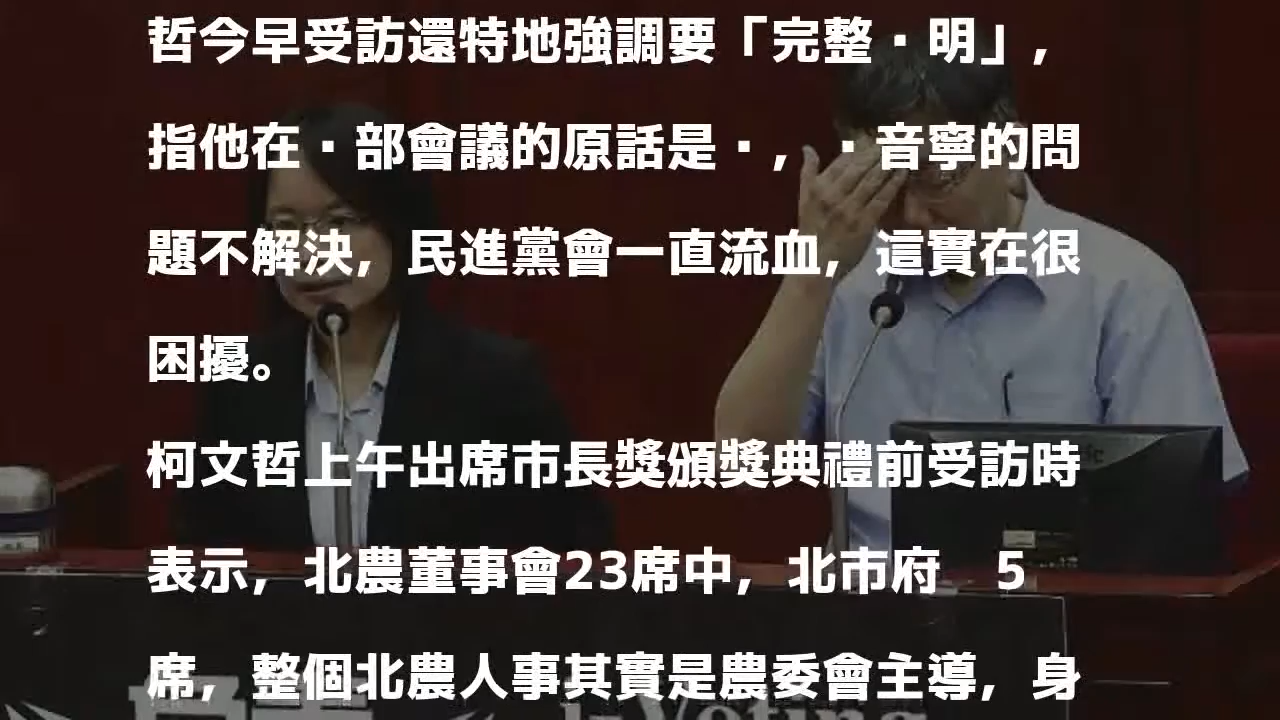 哲今早受訪還特地強調要「完整·明」，
指他在·部會議的原話是·，·音寧的問
題不解決，民進黨會一直流血，這實在很
困擾。
柯文哲上午出席市長獎頒獎典禮前受訪時
表示，北農董事會23席中，北市府　5
席，整個北農人事其實是農委會主導，身
i-Voting